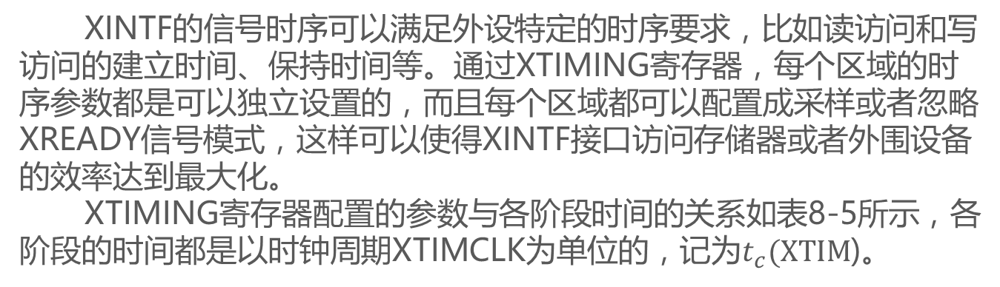 XINTF的信号时序可以满足外设特定的时序要求，比如读访问和写
访问的建立时间、保持时间等。通过XTIMING寄存器，每个区域的时
序参数都是可以独立设置的，而且每个区域都可以配置成采样或者忽略
XREADY信号模式，这样可以使得XINTF接口访问存储器或者外围设备
的效率达到最大化。
XTIMING寄存器配置的参数与各阶段时间的关系如表8-5所示，各
阶段的时间都是以时钟周期XTIMCLK为单位的，记为$t_c$(XTIM)。